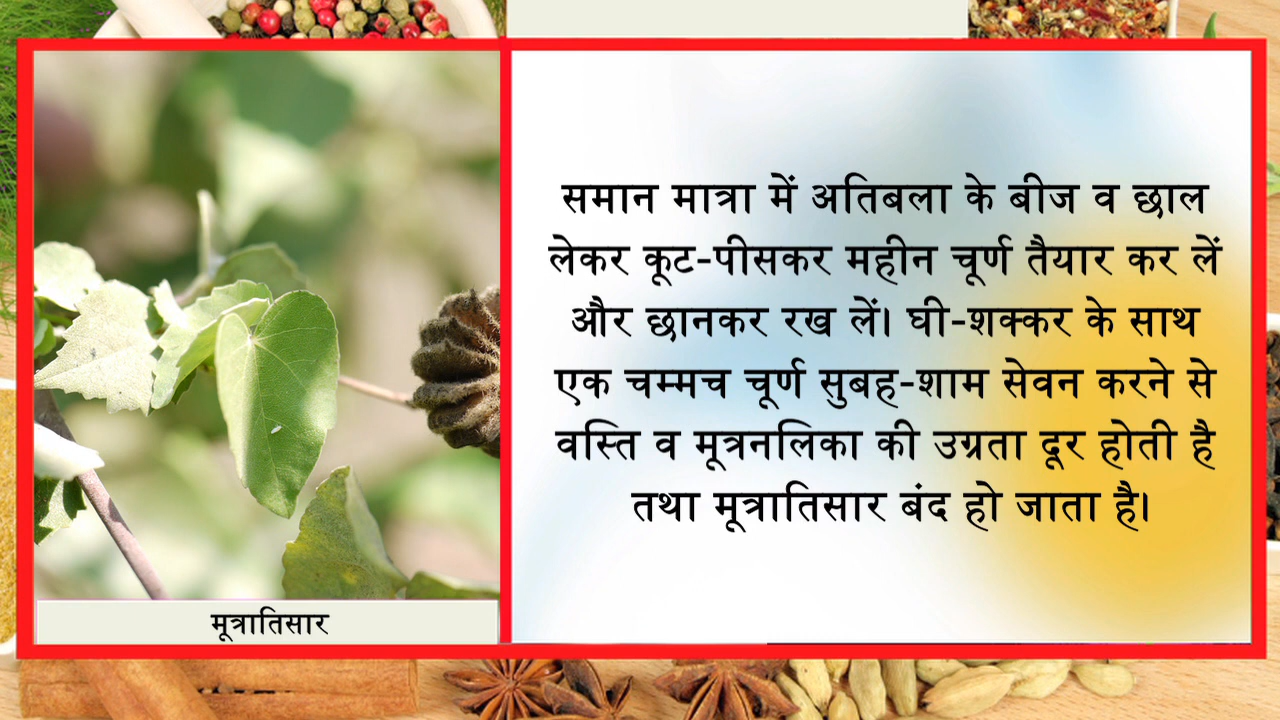 समान मात्रा में अतिबला के बीज व छाल
लेकर कूट-पीसकर महीन चूर्ण तैयार कर लें
और छानकर रख लें। घी-शक्कर के साथ
एक चम्मच चूर्ण सुबह-शाम सेवन करने से
वस्ति व मूत्रनलिका की उग्रता दूर होती है
तथा मूत्रातिसार बंद हो जाता है।
मूत्रातिसार